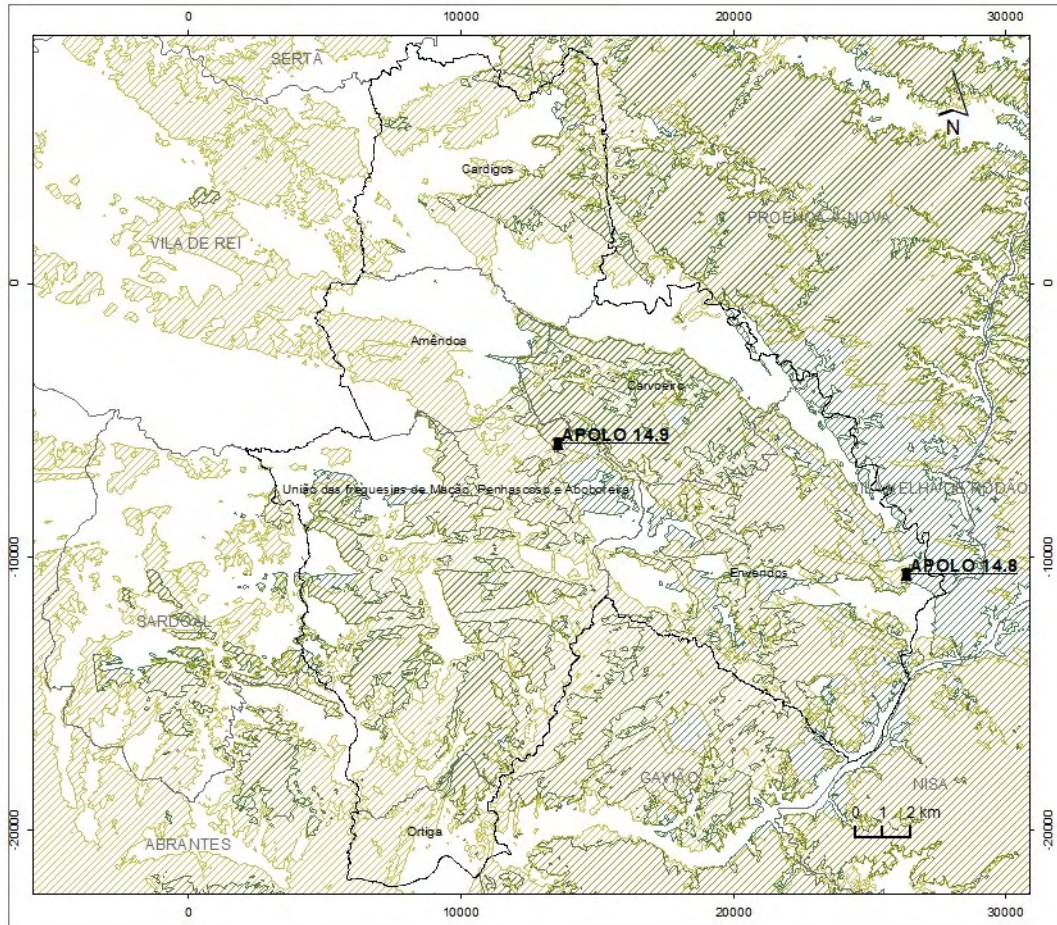 0 10000 20000 30000
SERTÃ
N
Cardigos
PROENÇA-A-NOVA
VILA DE REI
0 0
Amêndoa
Carvoeiro
APOLO 14.9
União das freguesias de Mação, Penhascoso e Aboboreira
VILA VELHA DE RODÃO
-10000 -10000
Envendos
APOLO 14.8
SARDOAL
GAVIÃO
NISA
0 1 2 km
-20000 -20000
Ortiga
ABRANTES
0 10000 20000 30000